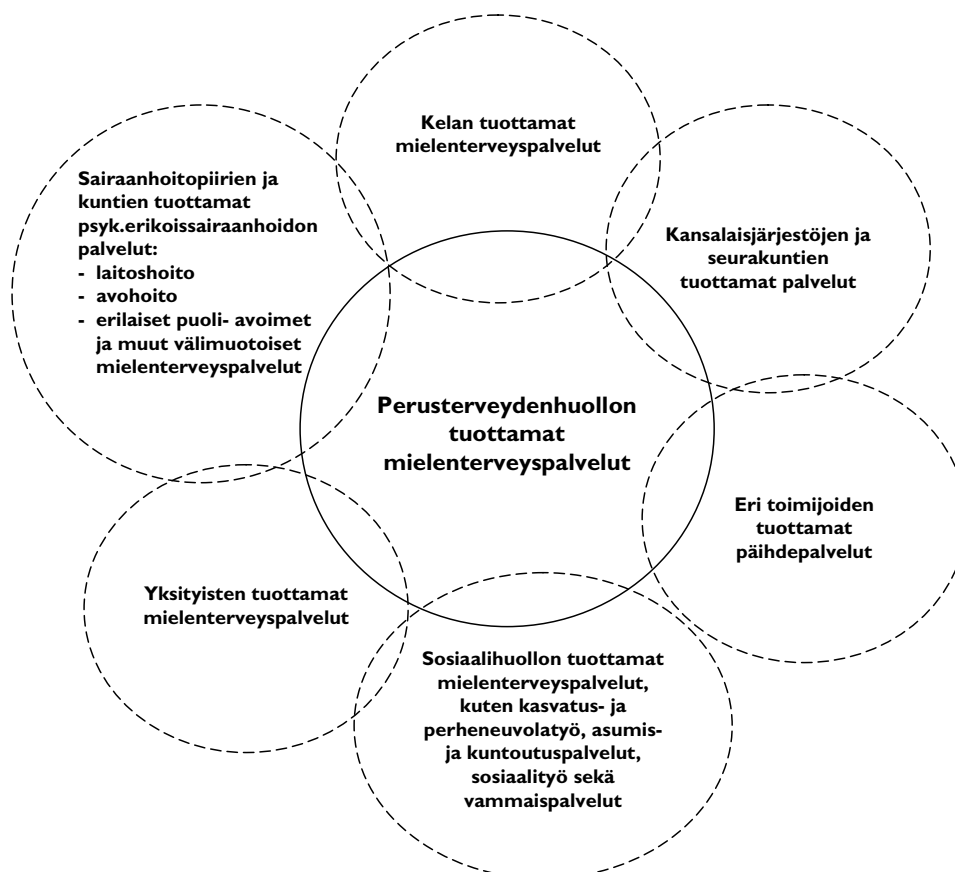 Kelan tuottamat
mielenterveyspalvelut
Sairaanhoitopiirien ja
kuntien tuottamat
psyk.erikoissairaanhoidon
palvelut:
- laitoshoito
- avohoito
- erilaiset puoli- avoimet
ja muut välimuotoiset
mielenterveyspalvelut
Kansalaisjärjestöjen ja
seurakuntien
tuottamat palvelut
Perusterveydenhuollon
tuottamat
mielenterveyspalvelut
Eri toimijoiden
tuottamat
päihdepalvelut
Yksityisten tuottamat
mielenterveyspalvelut
Sosiaalihuollon tuottamat
mielenterveyspalvelut,
kuten kasvatus- ja
perheneuvolatyö, asumis-
ja kuntoutuspalvelut,
sosiaalityö sekä
vammaispalvelut